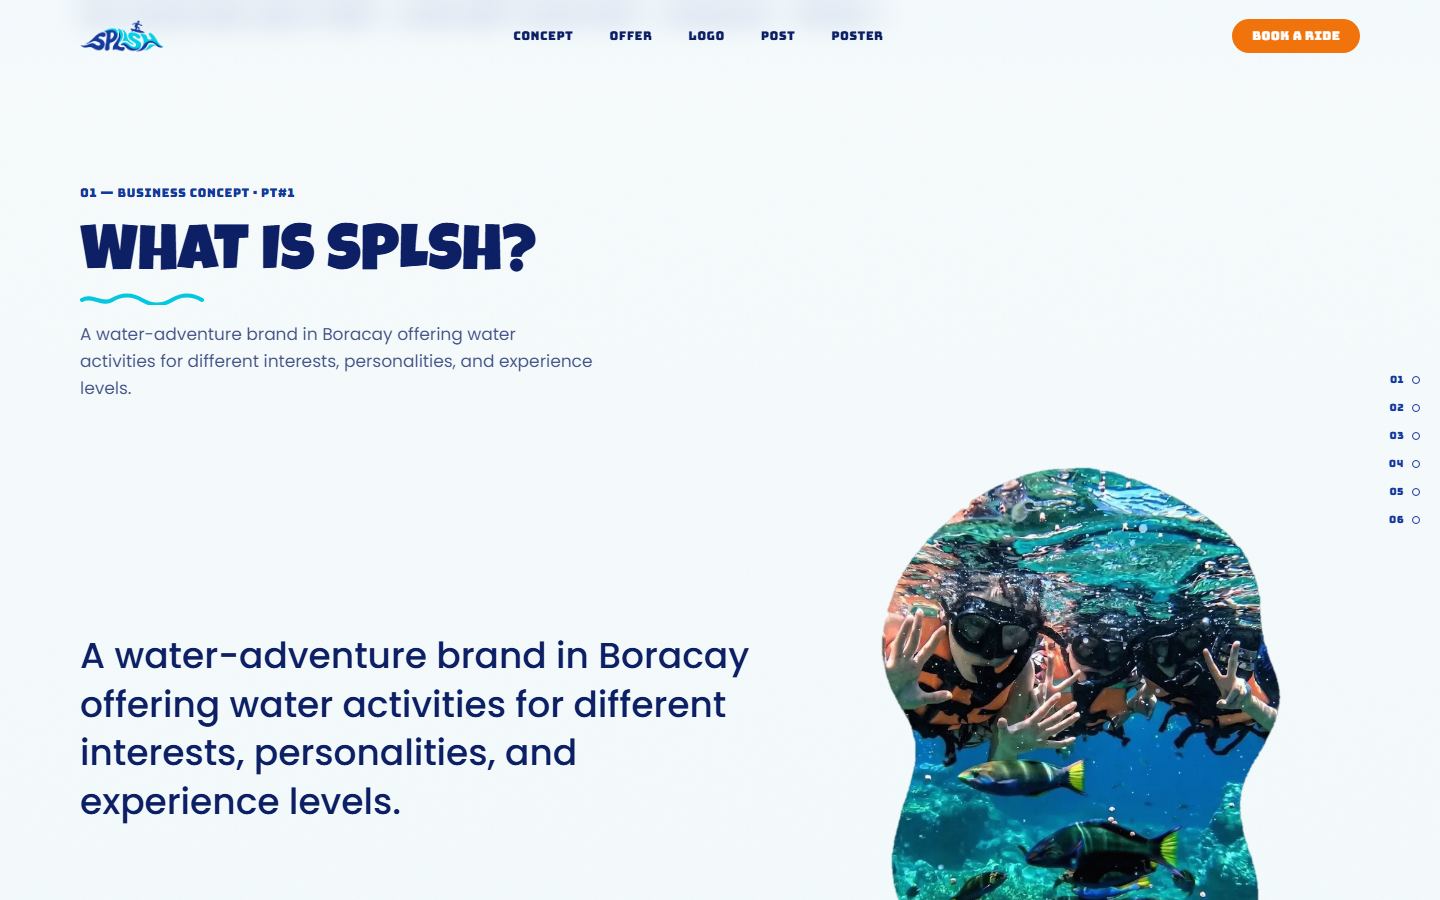 SPLSH
CONCEPT
OFFER
LOGO
POST
POSTER
BOOK A RIDE
01 — BUSINESS CONCEPT • PT#1
WHAT IS SPLSH?
A water-adventure brand in Boracay offering water
activities for different interests, personalities, and experience
levels.
01
02
03
04
05
06
A water-adventure brand in Boracay
offering water activities for different
interests, personalities, and
experience levels.